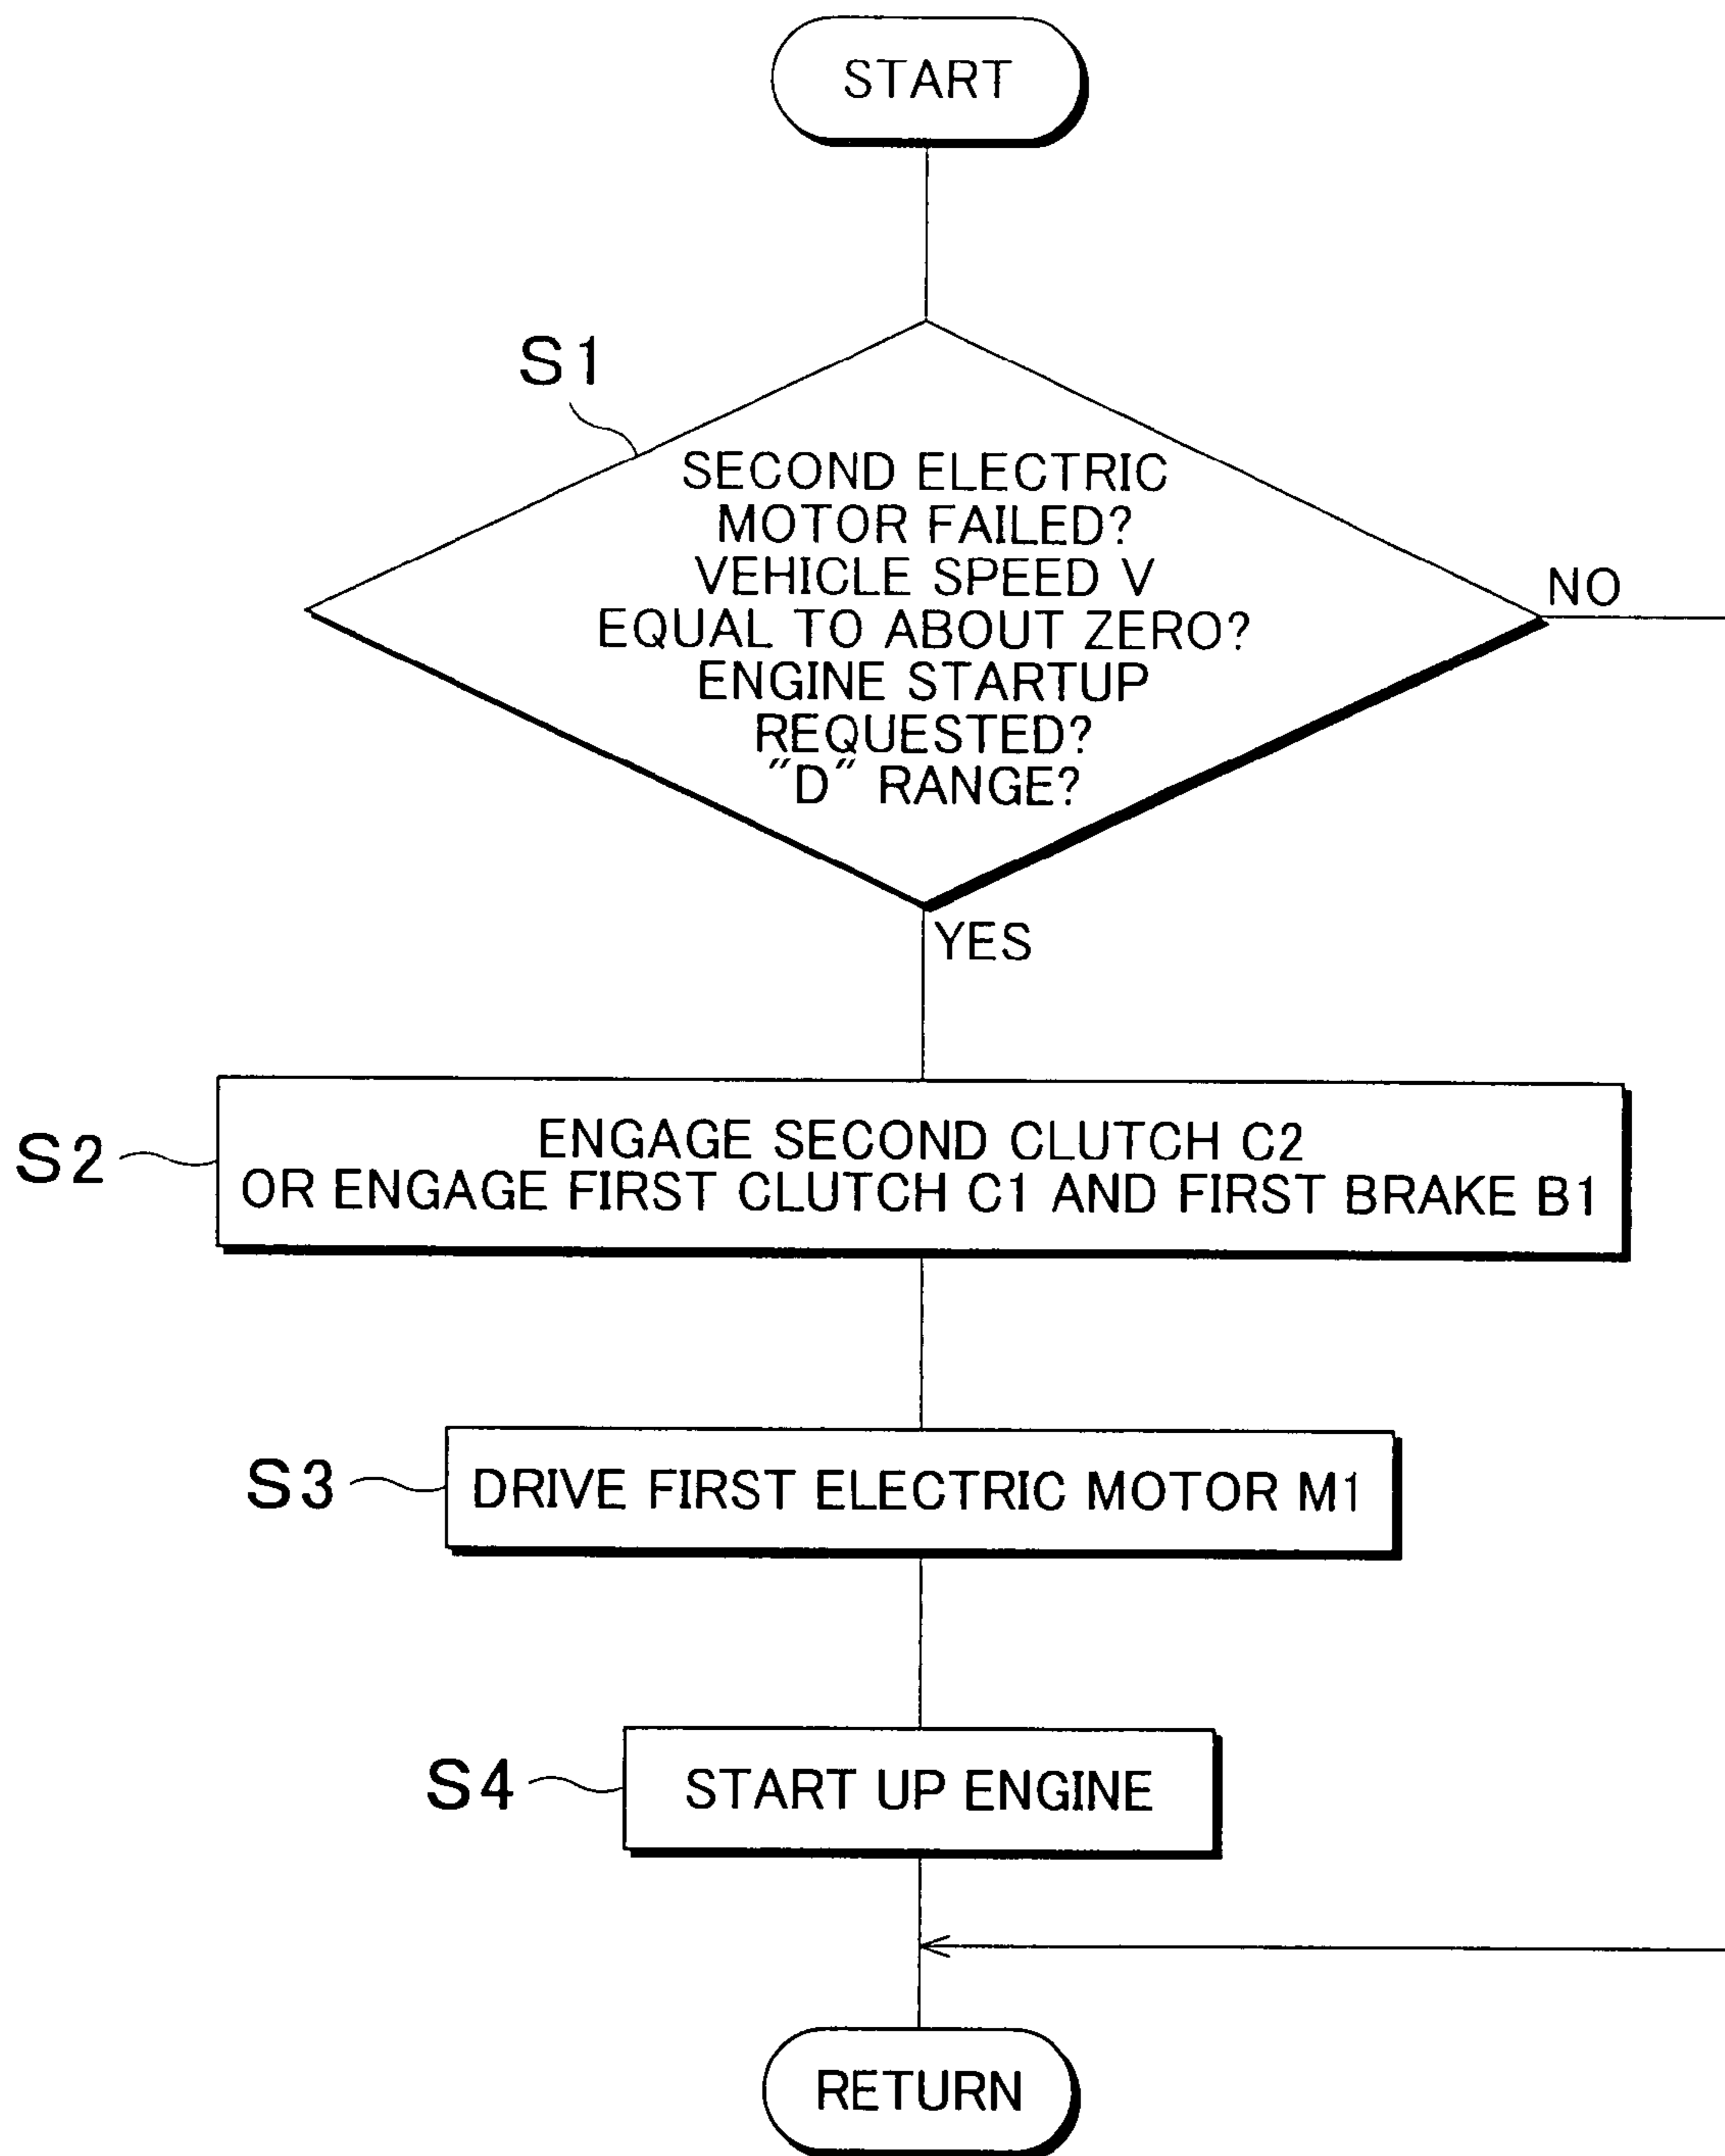 START
S1
SECOND ELECTRIC
MOTOR FAILED?
VEHICLE SPEED V
EQUAL TO ABOUT ZERO?
ENGINE STARTUP
REQUESTED?
"D" RANGE?
NO
YES
S2
ENGAGE SECOND CLUTCH C2
OR ENGAGE FIRST CLUTCH C1 AND FIRST BRAKE B1
S3
DRIVE FIRST ELECTRIC MOTOR M1
S4
START UP ENGINE
RETURN